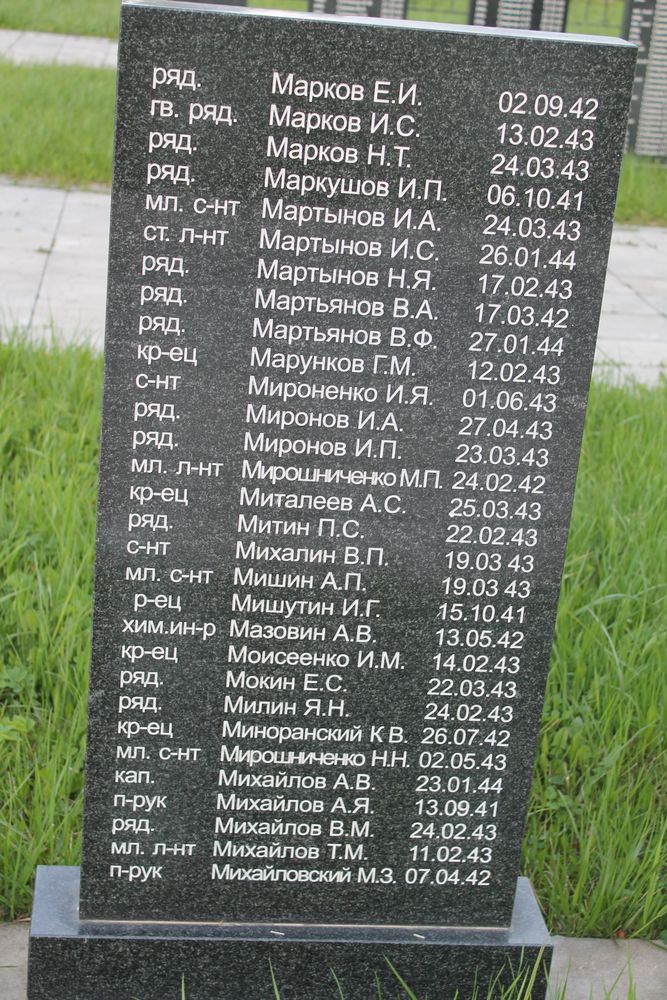 ряд. Марков Е.И. 02.09.42
гв. ряд. Марков И.С. 13.02.43
ряд. Марков Н.Т. 24.03.43
ряд. Маркушов И.П. 06.10.41
мл. с-нт Мартынов И.А. 24.03.43
ст. л-нт Мартынов И.С. 26.01.44
ряд. Мартынов Н.Я. 17.02.43
ряд. Мартьянов В.А. 17.03.42
ряд. Мартьянов В.Ф. 27.01.44
кр-ец Марунков Г.М. 12.02.43
с-нт Мироненко И.Я. 01.06.43
ряд. Миронов И.А. 27.04.43
ряд. Миронов И.П. 23.03.43
мл. л-нт Мирошниченко М.П. 24.02.42
кр-ец Миталеев А.С. 25.03.43
ряд. Митин П.С. 22.02.43
с-нт Михалин В.П. 19.03 43
мл. с-нт Мишин А.П. 19.03 43
р-ец Мишутин И.Г. 15.10.41
хим.ин-р Мазовин А.В. 13.05.42
кр-ец Моисеенко И.М. 14.02.43
ряд. Мокин Е.С. 22.03.43
ряд. Милин Я.Н. 24.02.43
кр-ец Миноранский К В. 26.07.42
мл. с-нт Мирошниченко Н.Н. 02.05.43
кап. Михайлов А.В. 23.01.44
п-рук Михайлов А.Я. 13.09.41
ряд. Михайлов В.М. 24.02.43
мл. л-нт Михайлов Т.М. 11.02.43
п-рук Михайловский М.З. 07.04.42